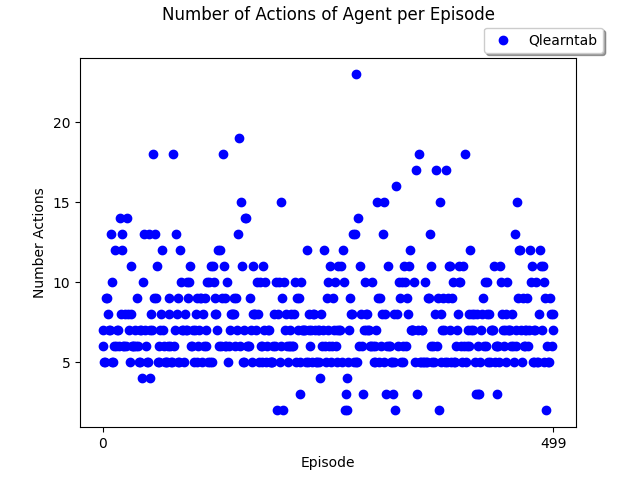 Number of Actions of Agent per Episode
Qlearntab
Number Actions
20
15
10
5
0
499
Episode